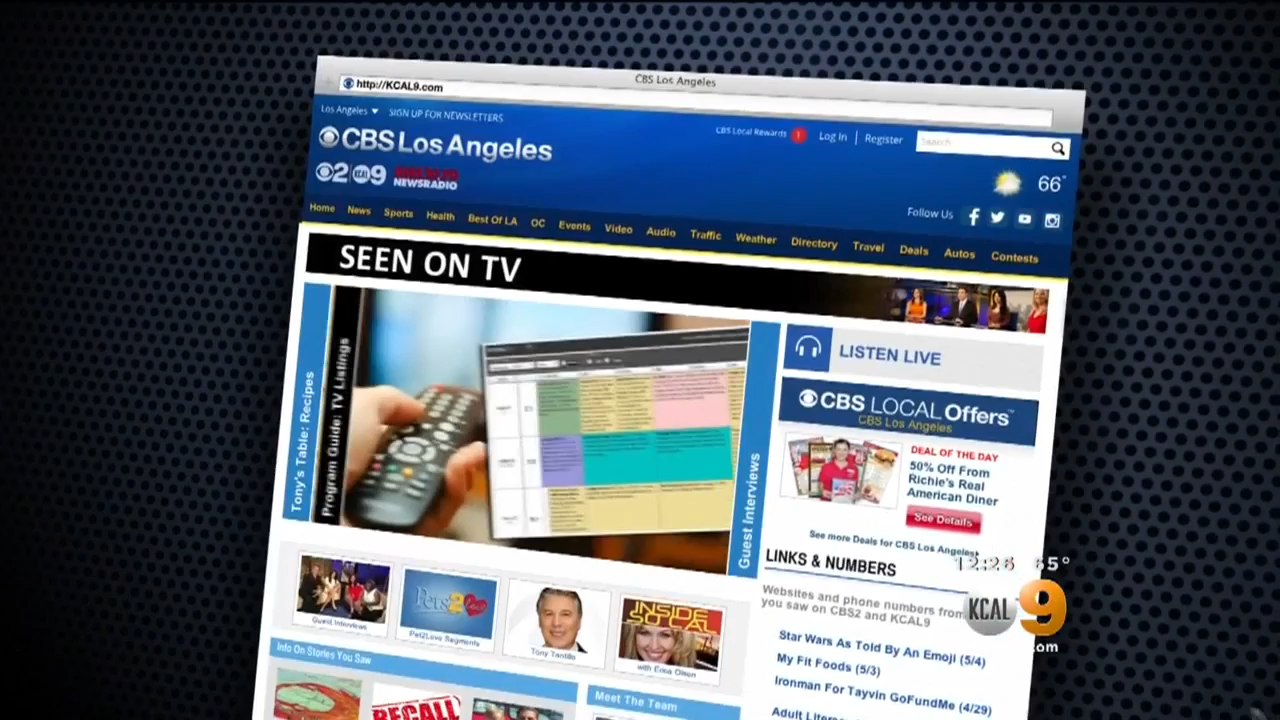 CBS Los Angeles
http://KCAL9.com
Los Angeles SIGN UP FOR NEWSLETTERS
CBS Local Rewards 1 Log In | Register Search
CBS Los Angeles
2 KCAL 9 NEWSRADIO
66°
Follow Us
Home News Sports Health Best Of LA OC Events Video Audio Traffic Weather Directory Travel Deals Autos Contests
SEEN ON TV
Tony's Table: Recipes
Program Guide: TV Listings
Guest Interviews
LISTEN LIVE
CBS LOCAL Offers™
CBS Los Angeles
DEAL OF THE DAY
50% Off From
Richie's Real
American Diner
See Details
See more Deals for CBS Los Angeles
LINKS & NUMBERS
Websites and phone numbers from
you saw on CBS2 and KCAL9
Star Wars As Told By An Emoji (5/4)
My Fit Foods (5/3)
Ironman For Tayvin GoFundMe (4/29)
Guest Interviews
Pets2Love
Pet2Love Segments
Tony Tantillo
INSIDE
SO CAL
with
Info On Stories You Saw
Meet The Team
RECALL
12:26 65°
KCAL 9
.com